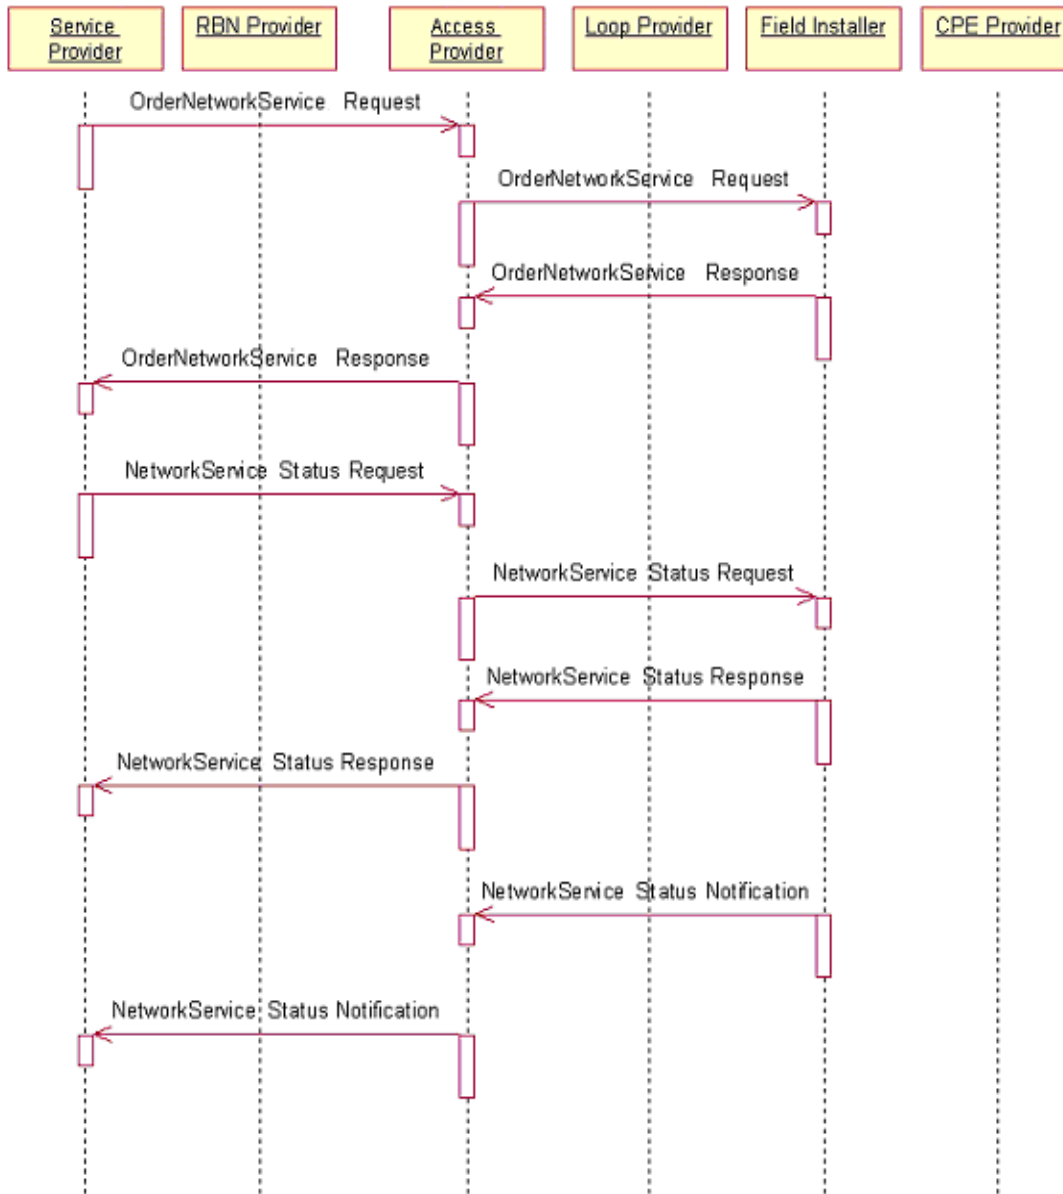 Service
Provider
RBN Provider
Access
Provider
Loop Provider
Field Installer
CPE Provider
OrderNetworkService Request
OrderNetworkService Request
OrderNetworkService Response
OrderNetworkService Response
NetworkService Status Request
NetworkService Status Request
NetworkService Status Response
NetworkService Status Response
NetworkService Status Notification
NetworkService Status Notification